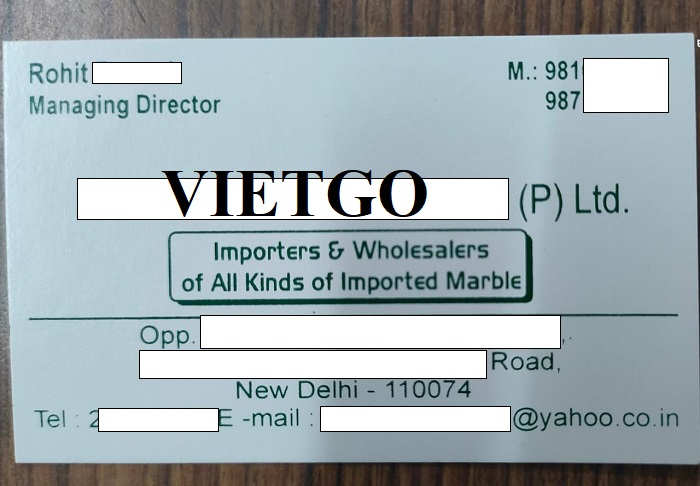 Rohit
M.: 981
Managing Director
987
VIETGO (P) Ltd.
Importers & Wholesalers
of All Kinds of Imported Marble
Opp.
Road,
New Delhi - 110074
Tel : 2 E -mail : @yahoo.co.in